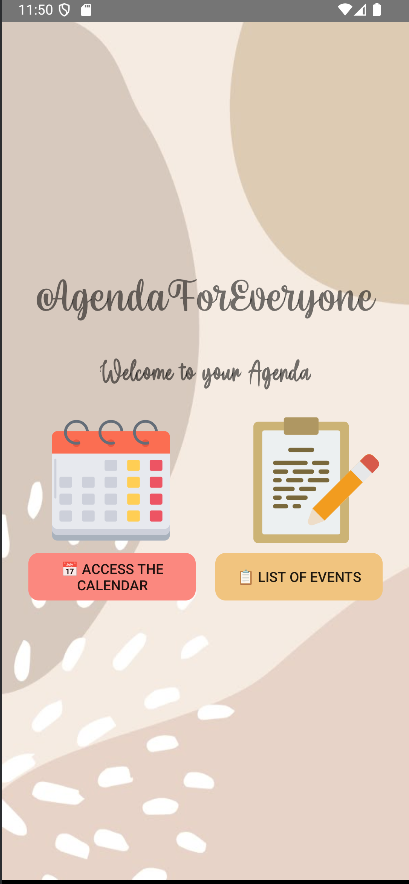 11:50
@AgendaForEveryone
Welcome to your Agenda
📅 ACCESS THE
CALENDAR
📋 LIST OF EVENTS